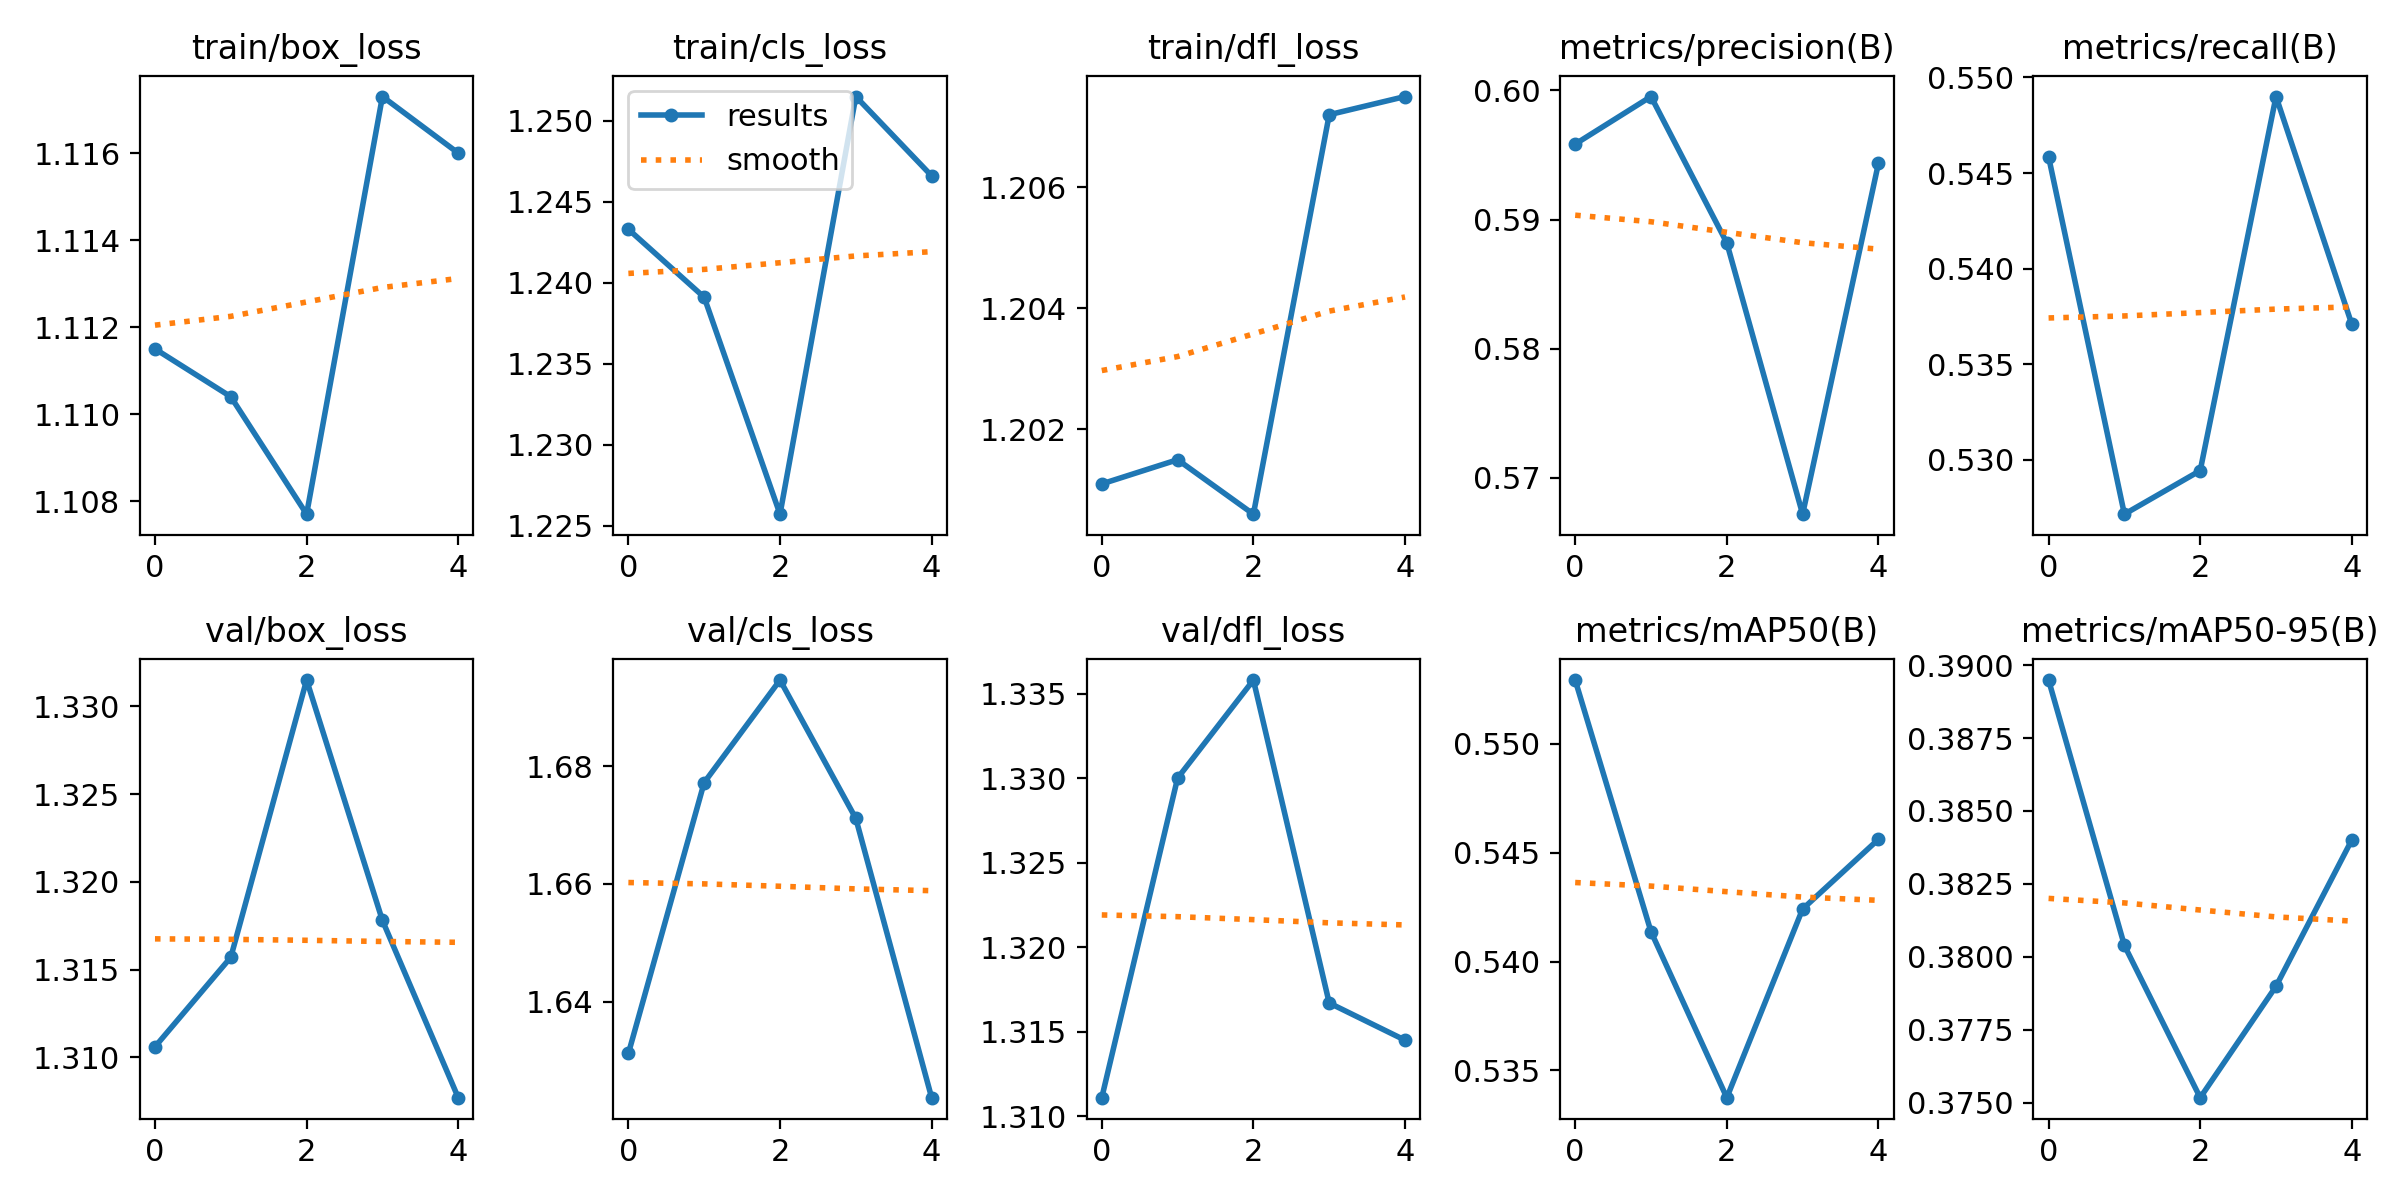 train/box_loss
1.116
1.114
1.112
1.110
1.108
0 2 4
train/cls_loss
results
smooth
1.250
1.245
1.240
1.235
1.230
1.225
0 2 4
train/dfl_loss
1.206
1.204
1.202
0 2 4
metrics/precision(B)
0.60
0.59
0.58
0.57
0 2 4
metrics/recall(B)
0.550
0.545
0.540
0.535
0.530
0 2 4
val/box_loss
1.330
1.325
1.320
1.315
1.310
0 2 4
val/cls_loss
1.68
1.66
1.64
0 2 4
val/dfl_loss
1.335
1.330
1.325
1.320
1.315
1.310
0 2 4
metrics/mAP50(B)
0.550
0.545
0.540
0.535
0 2 4
metrics/mAP50-95(B)
0.3900
0.3875
0.3850
0.3825
0.3800
0.3775
0.3750
0 2 4